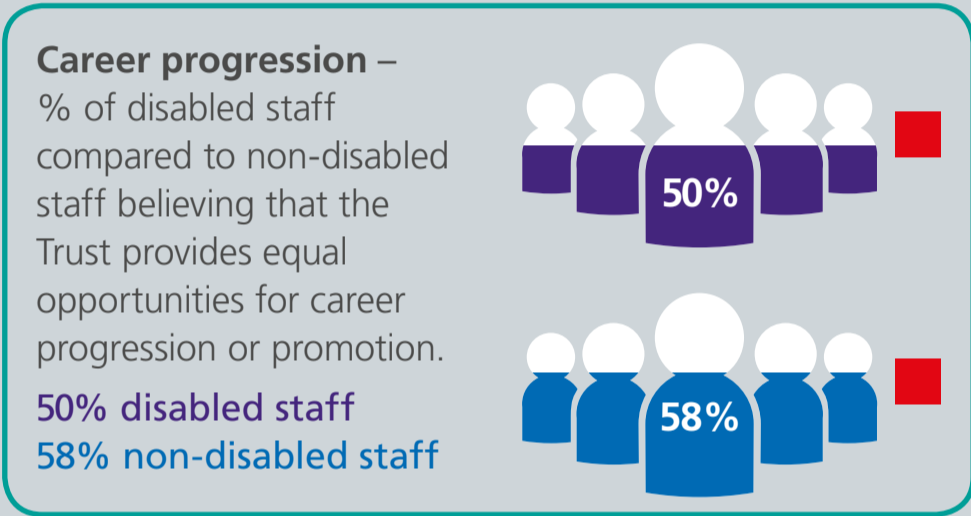 Career progression –
% of disabled staff
compared to non-disabled
staff believing that the
Trust provides equal
opportunities for career
progression or promotion.
50% disabled staff
58% non-disabled staff
50%
58%